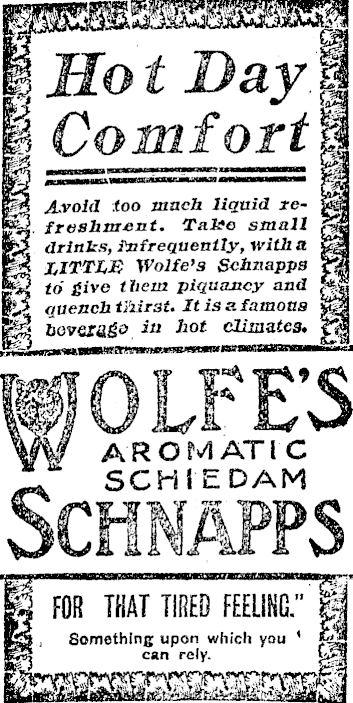 Hot Day
Comfort
Avoid too much liquid re-
freshment. Take small
drinks, infrequently, with a
LITTLE Wolfe's Schnapps
to give them piquancy and
quench thirst. It is a famous
beverage in hot climates.
WOLFE'S
AROMATIC
SCHIEDAM
SCHNAPPS
FOR THAT TIRED FEELING."
Something upon which you
can rely.